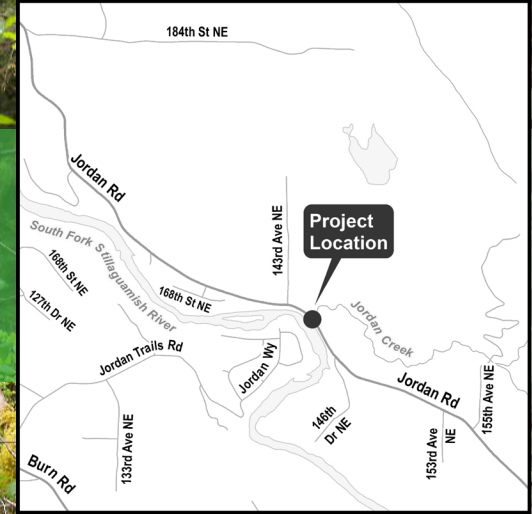 184th St NE
Jordan Rd
143rd Ave NE
Project
Location
South Fork Stillaguamish River
168th St NE
127th Dr NE
168th St NE
Jordan Creek
Jordan Trails Rd
Jordan Wy
133rd Ave NE
146th
Dr NE
Jordan Rd
153rd Ave
NE
155th Ave NE
Burn Rd